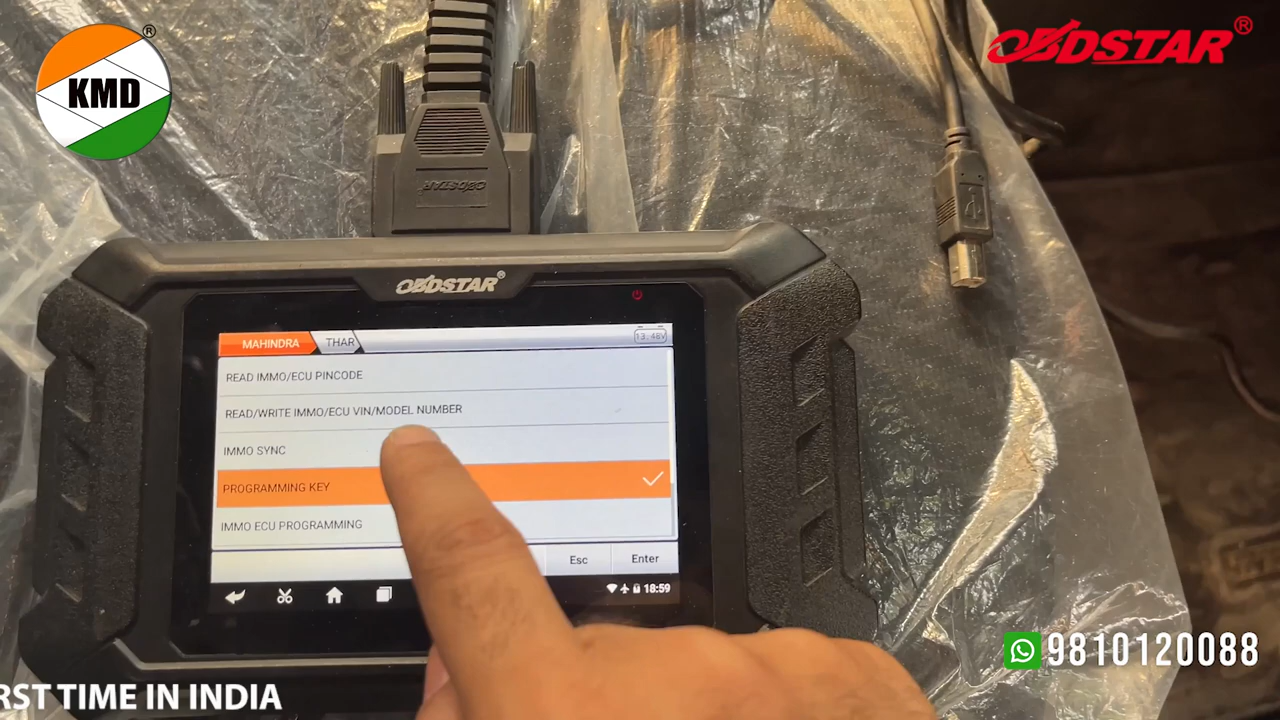 KMD
®
OBDSTAR®
OBDSTAR
OBDSTAR®
MAHINDRA THAR 13.48V
READ IMMO/ECU PINCODE
READ/WRITE IMMO/ECU VIN/MODEL NUMBER
IMMO SYNC
PROGRAMMING KEY
IMMO ECU PROGRAMMING
Esc Enter
18:59
9810120088
RST TIME IN INDIA